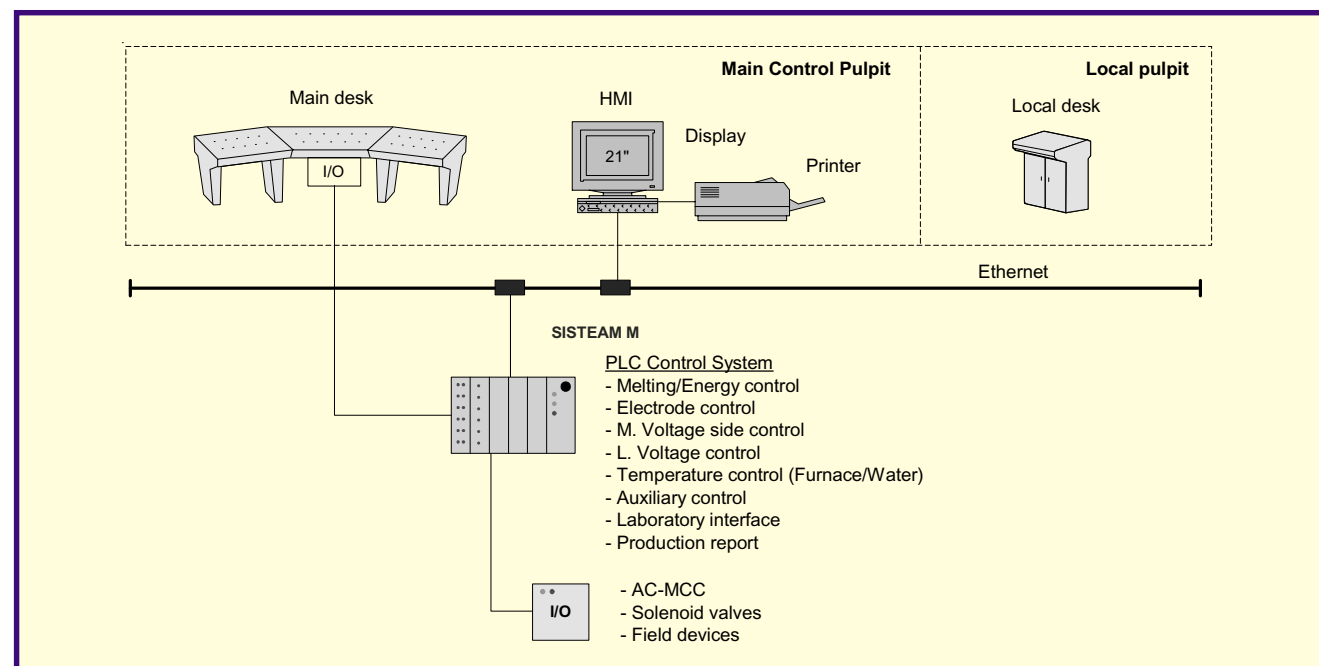 Main Control Pulpit
Local pulpit
Main desk
HMI
Local desk
Display
21"
Printer
I/O
Ethernet
SISTEAM M
PLC Control System
- Melting/Energy control
- Electrode control
- M. Voltage side control
- L. Voltage control
- Temperature control (Furnace/Water)
- Auxiliary control
- Laboratory interface
- Production report
I/O
- AC-MCC
- Solenoid valves
- Field devices